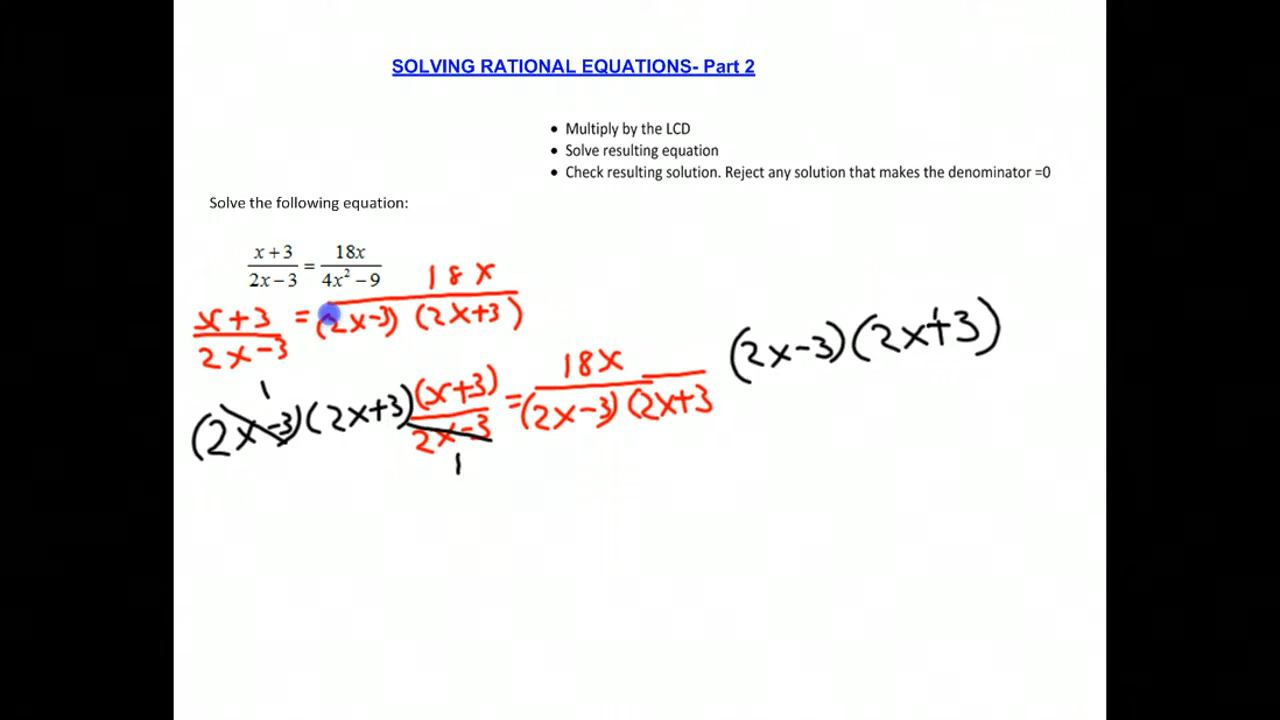 SOLVING RATIONAL EQUATIONS- Part 2
• Multiply by the LCD
• Solve resulting equation
• Check resulting solution. Reject any solution that makes the denominator =0
Solve the following equation:
(x + 3)/(2x − 3) = 18x/(4x² − 9)
(x+3)/(2x−3) = 18x/((2x−3)(2x+3))
(2x−3)(2x+3) (x+3)/(2x−3) = 18x/((2x−3)(2x+3 (2x−3)(2x+3)
1
1